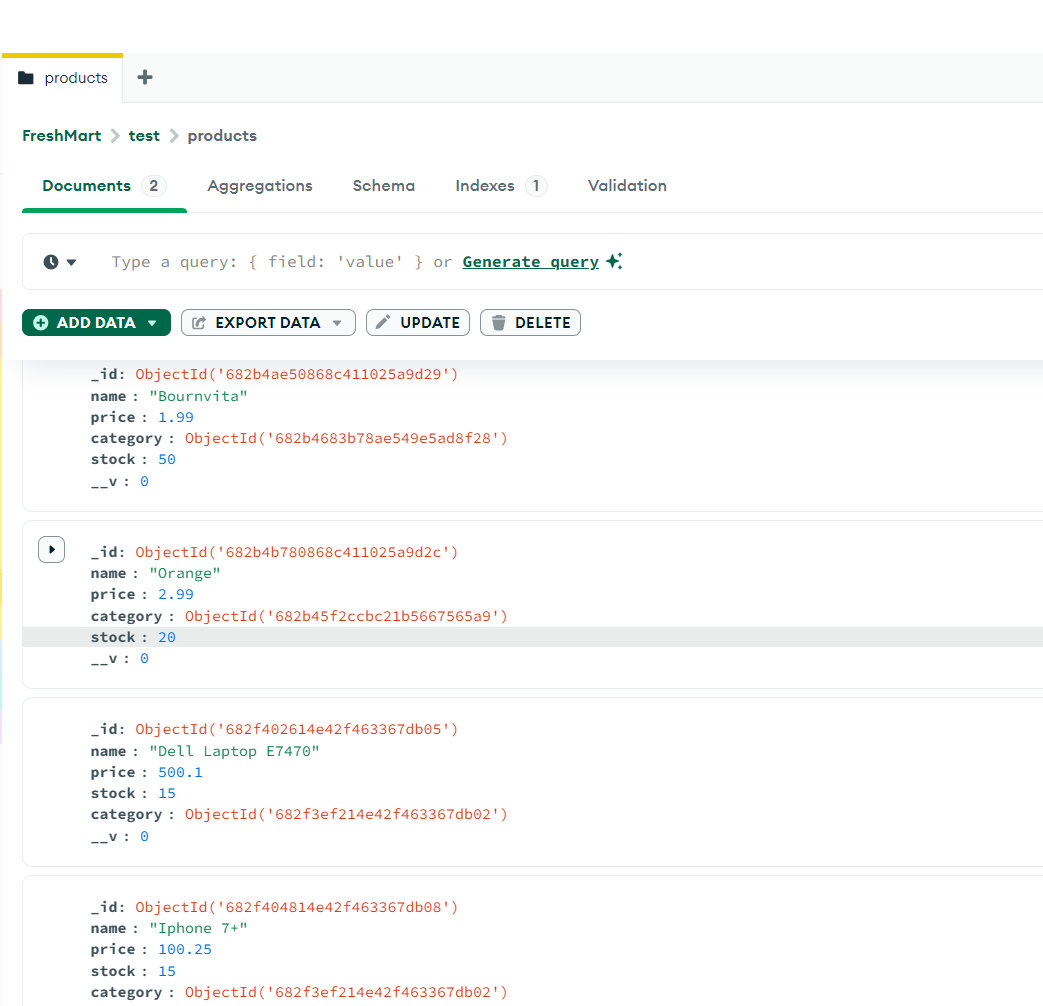 products
FreshMart > test > products
Documents 2 Aggregations Schema Indexes 1 Validation
Type a query: { field: 'value' } or Generate query
ADD DATA EXPORT DATA UPDATE DELETE
_id: ObjectId('682b4ae50868c411025a9d29')
name : "Bournvita"
price : 1.99
category : ObjectId('682b4683b78ae549e5ad8f28')
stock : 50
__v : 0
_id: ObjectId('682b4b780868c411025a9d2c')
name : "Orange"
price : 2.99
category : ObjectId('682b45f2ccbc21b5667565a9')
stock : 20
__v : 0
_id: ObjectId('682f402614e42f463367db05')
name : "Dell Laptop E7470"
price : 500.1
stock : 15
category : ObjectId('682f3ef214e42f463367db02')
__v : 0
_id: ObjectId('682f404814e42f463367db08')
name : "Iphone 7+"
price : 100.25
stock : 15
category : ObjectId('682f3ef214e42f463367db02')